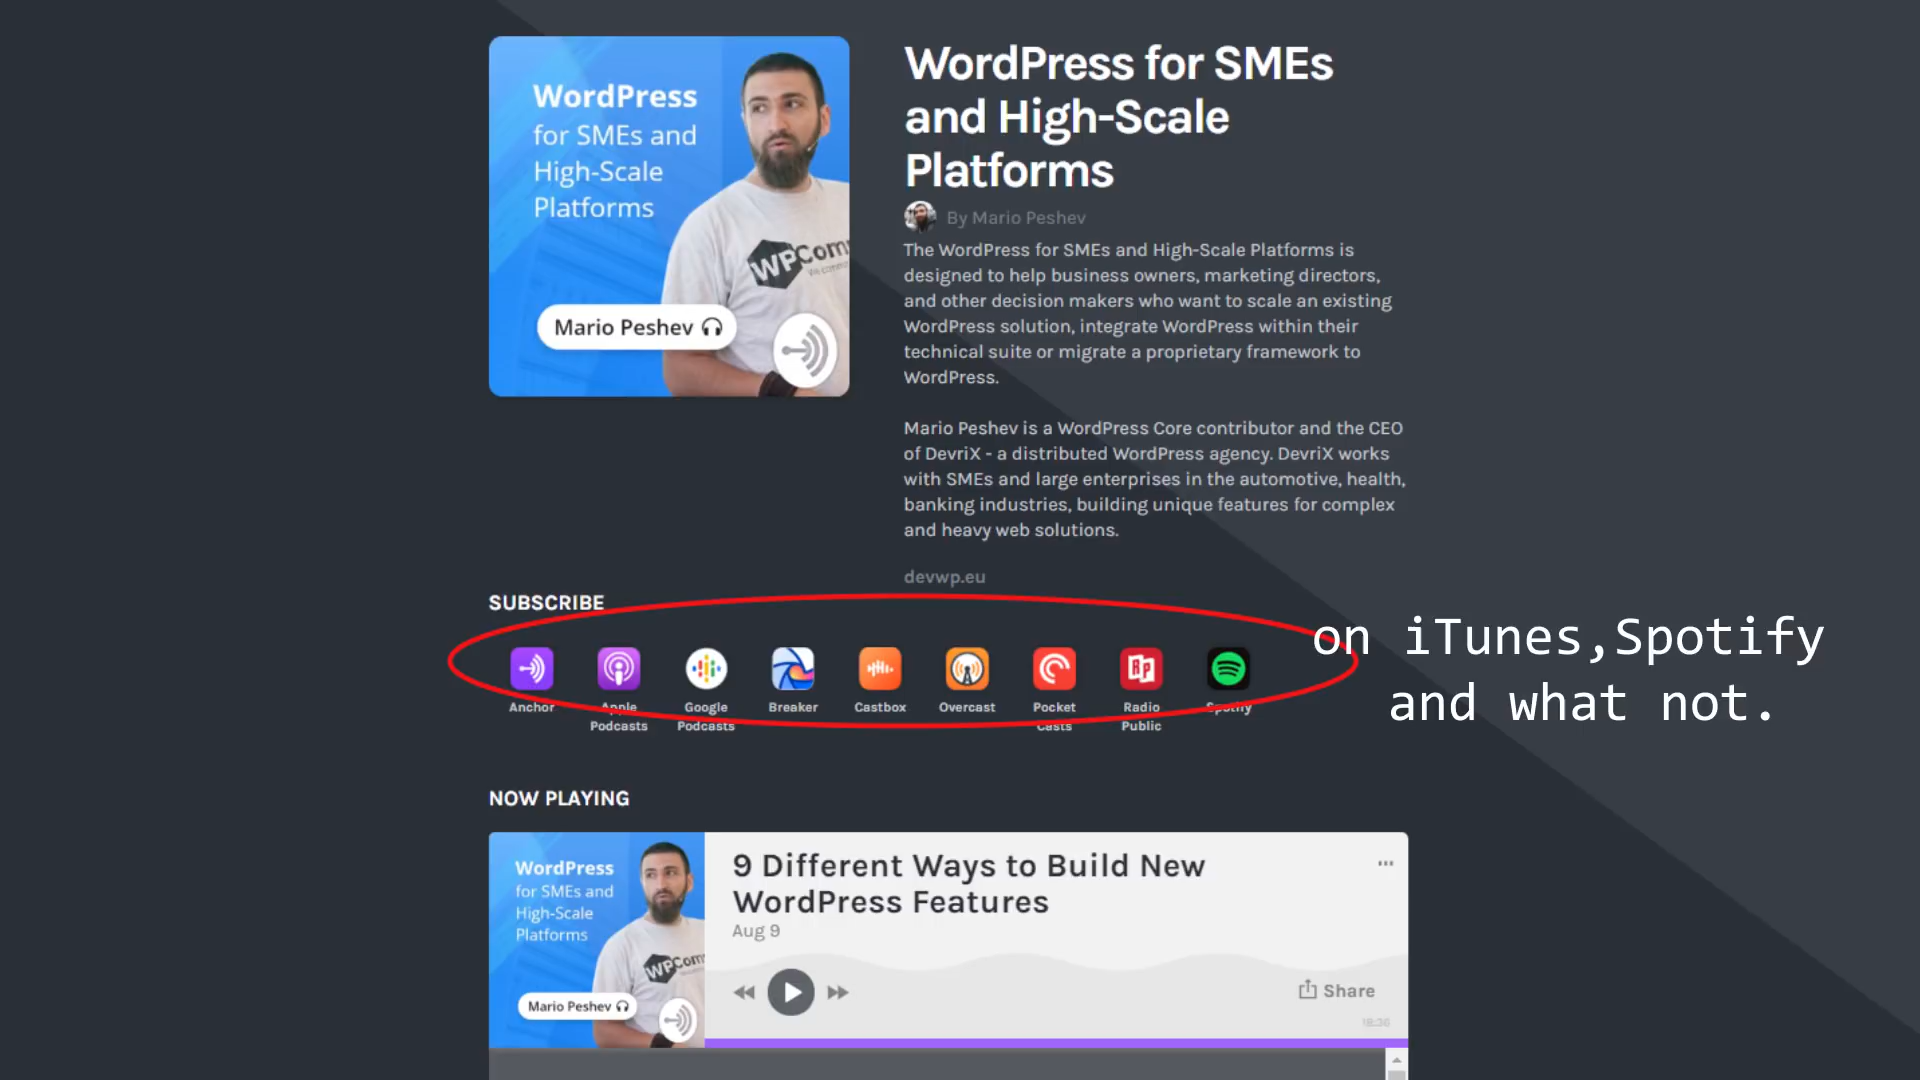 WordPress
for SMEs and
High-Scale
Platforms
WPCom
Mario Peshev
WordPress for SMEs
and High-Scale
Platforms
By Mario Peshev
The WordPress for SMEs and High-Scale Platforms is
designed to help business owners, marketing directors,
and other decision makers who want to scale an existing
WordPress solution, integrate WordPress within their
technical suite or migrate a proprietary framework to
WordPress.
Mario Peshev is a WordPress Core contributor and the CEO
of DevriX - a distributed WordPress agency. DevriX works
with SMEs and large enterprises in the automotive, health,
banking industries, building unique features for complex
and heavy web solutions.
devwp.eu
SUBSCRIBE
Anchor
Apple
Podcasts
Google
Podcasts
Breaker
Castbox
Overcast
Pocket
Casts
Radio
Public
Spotify
on iTunes,Spotify
and what not.
NOW PLAYING
WordPress
for SMEs and
High-Scale
Platforms
WPCom
Mario Peshev
9 Different Ways to Build New
WordPress Features
Aug 9
Share